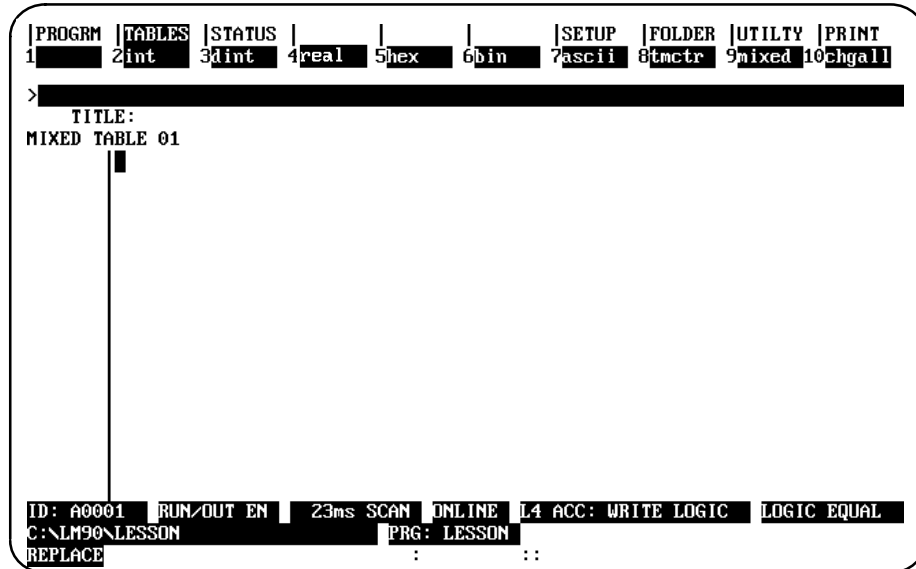 |PROGRM |TABLES |STATUS | | | |SETUP |FOLDER |UTILTY |PRINT
1 2int 3dint 4real 5hex 6bin 7ascii 8tmctr 9mixed 10chgall
>
TITLE:
MIXED TABLE 01
ID: A0001 RUN/OUT EN 23ms SCAN ONLINE L4 ACC: WRITE LOGIC LOGIC EQUAL
C:\LM90\LESSON PRG: LESSON
REPLACE : ::